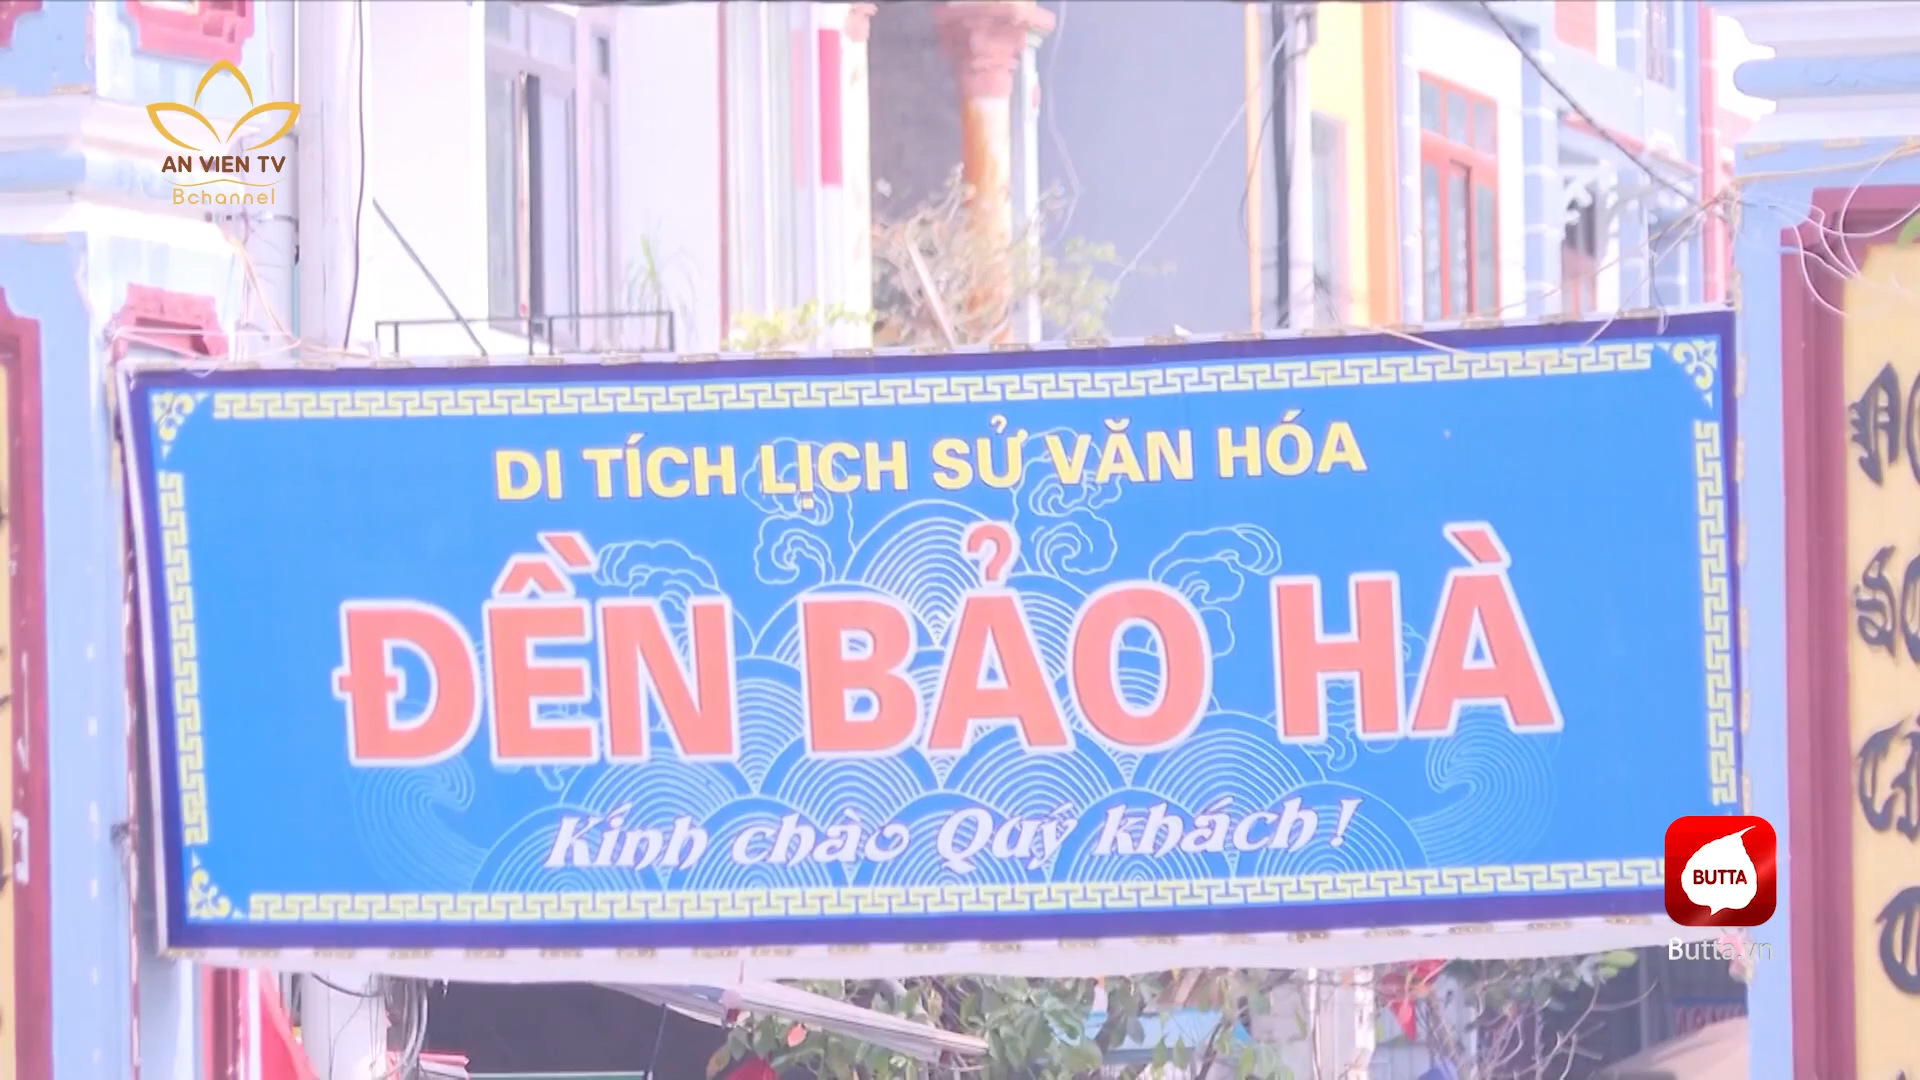 AN VIEN TV
Bchannel
DI TÍCH LỊCH SỬ VĂN HÓA
ĐỀN BẢO HÀ
Kính chào Quý khách!
BUTTA
Butta.vn